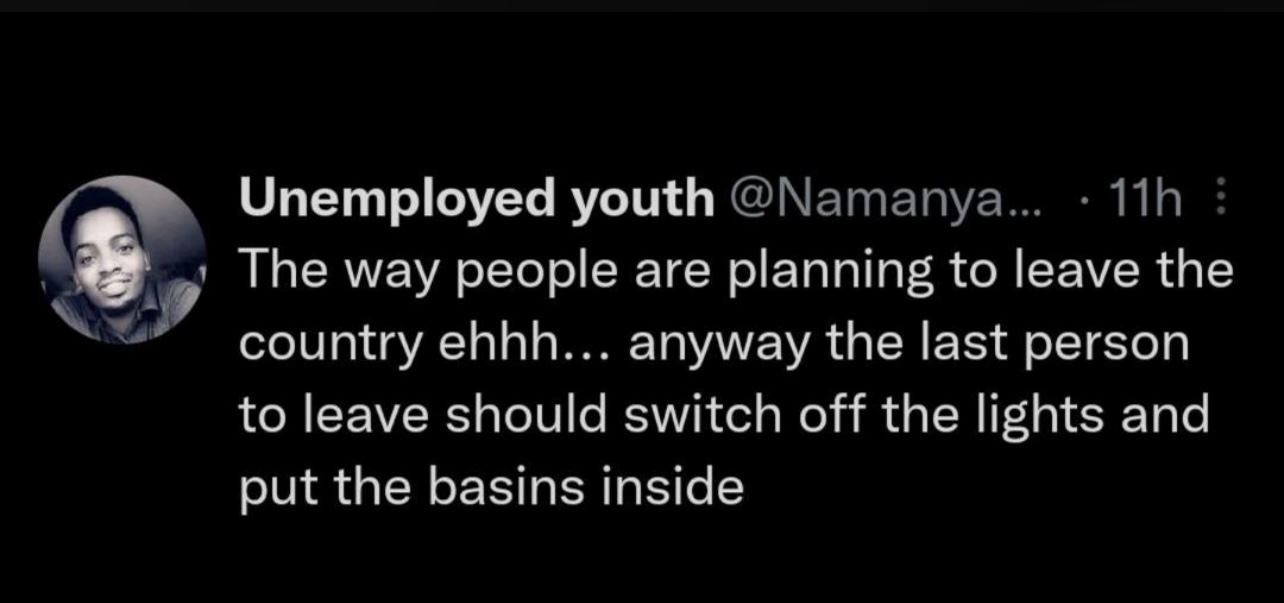 Unemployed youth @Namanya... · 11h
The way people are planning to leave the
country ehhh... anyway the last person
to leave should switch off the lights and
put the basins inside